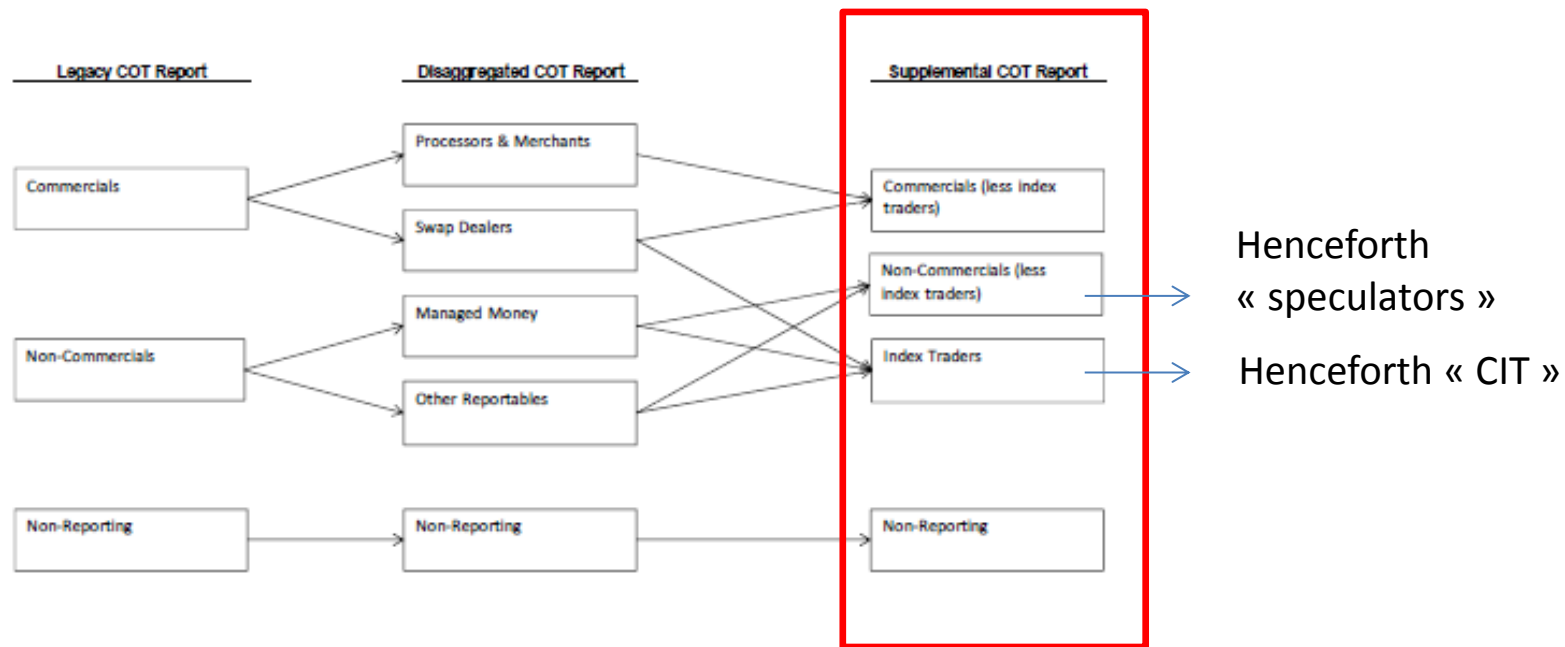 Legacy COT Report
Disaggregated COT Report
Supplemental COT Report
Processors & Merchants
Commercials
Commercials (less index
traders)
Swap Dealers
Henceforth
« speculators »
Non-Commercials (less
index traders)
Managed Money
Non-Commercials
Index Traders
Henceforth « CIT »
Other Reportables
Non-Reporting
Non-Reporting
Non-Reporting